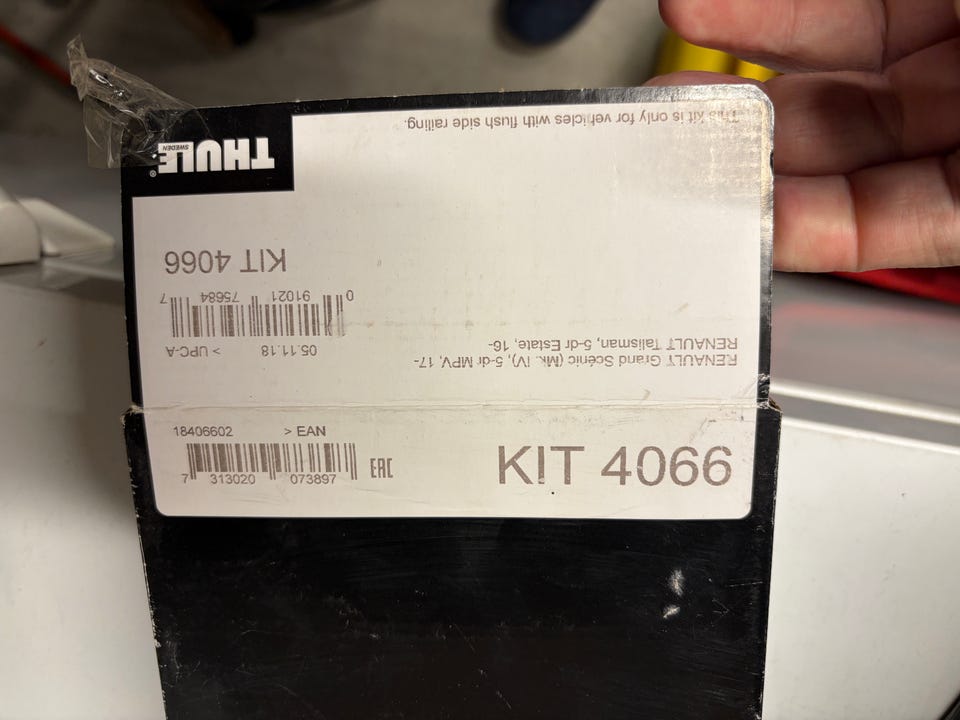 This kit is only for vehicles with flush side railing.
THULE
SWEDEN
®
KIT 4066
0 91021 75684 7
05.11.18 > UPC-A
RENAULT Grand Scénic (Mk. IV), 5-dr MPV, 17-
RENAULT Talisman, 5-dr Estate, 16-
18406602 > EAN
7 313020 073897
EAC
KIT 4066